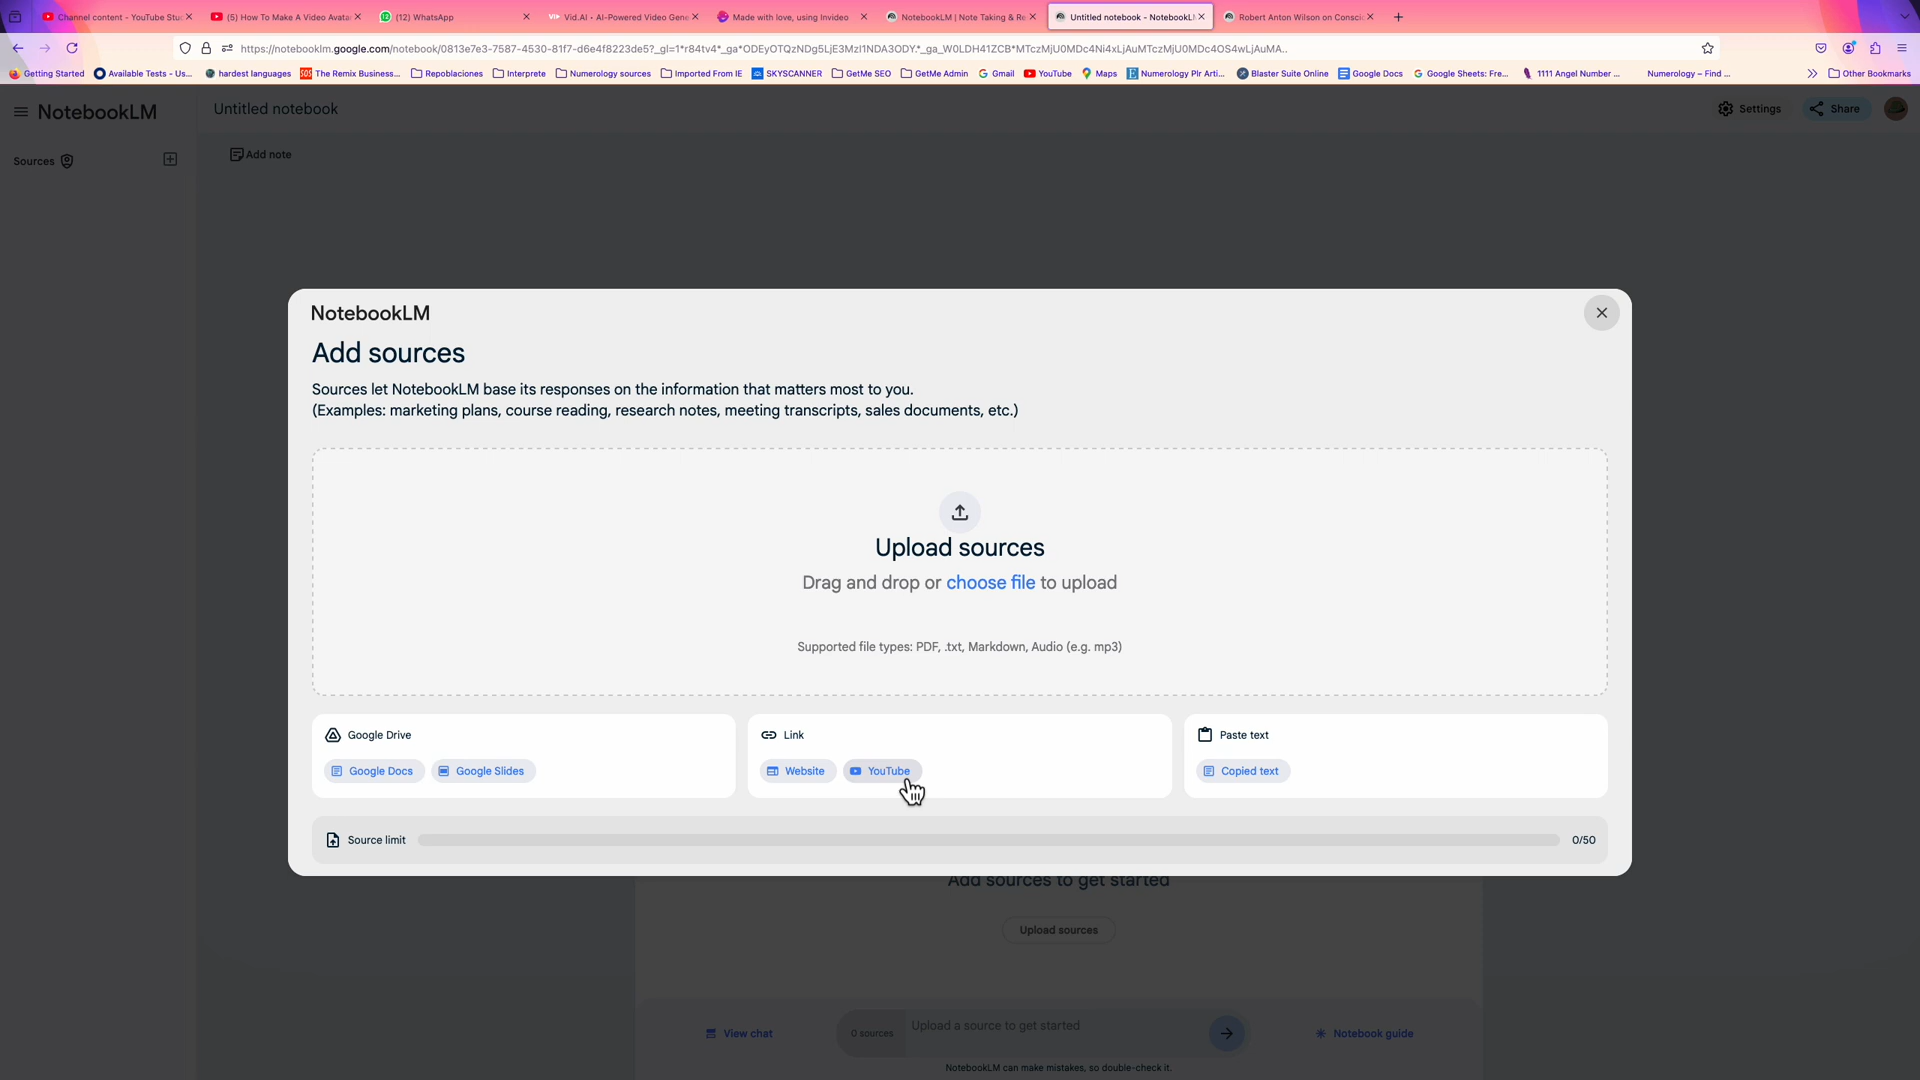 Channel content - YouTube Stu
(5) How To Make A Video Avata
(12) WhatsApp
Vid.AI - AI-Powered Video Gene
Made with love, using Invideo
NotebookLM | Note Taking & Re
Untitled notebook - NotebookLM
Robert Anton Wilson on Consci
https://notebooklm.google.com/notebook/0813e7e3-7587-4530-81f7-d6e4f8223de5?_gl=1*r84tv4*_ga*ODEyOTQzNDg5LjE3MzI1NDA3ODY.*_ga_W0LDH41ZCB*MTczMjU0MDc4Ni4xLjAuMTczMjU0MDc4OS4wLjAuMA..
Getting Started
Available Tests - Us...
hardest languages
The Remix Business...
Repoblaciones
Interprete
Numerology sources
Imported From IE
SKYSCANNER
GetMe SEO
GetMe Admin
Gmail
YouTube
Maps
Numerology Plr Arti...
Blaster Suite Online
Google Docs
Google Sheets: Fre...
1111 Angel Number ...
Numerology – Find ...
Other Bookmarks
NotebookLM
Untitled notebook
Settings
Share
Sources
Add note
NotebookLM
Add sources
Sources let NotebookLM base its responses on the information that matters most to you.
(Examples: marketing plans, course reading, research notes, meeting transcripts, sales documents, etc.)
Upload sources
Drag and drop or choose file to upload
Supported file types: PDF, .txt, Markdown, Audio (e.g. mp3)
Google Drive
Google Docs
Google Slides
Link
Website
YouTube
Paste text
Copied text
Source limit
0/50
Add sources to get started
Upload sources
View chat
0 sources
Upload a source to get started
Notebook guide
NotebookLM can make mistakes, so double-check it.